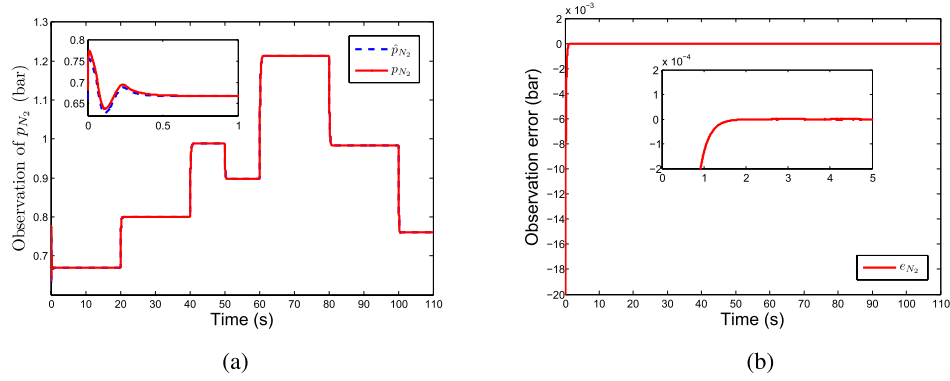 1.3
1.2
1.1
1
0.9
0.8
0.7
Observation of p_{N_2} (bar)
0.8
0.75
0.7
0.65
0 0.5 1
\hat{p}_{N_2}
p_{N_2}
0 10 20 30 40 50 60 70 80 90 100 110
Time (s)
(a)
x 10^{-3}
2
0
−2
−4
−6
−8
−10
−12
−14
−16
−18
−20
Observation error (bar)
x 10^{-4}
2
1
0
−1
−2
0 1 2 3 4 5
e_{N_2}
0 10 20 30 40 50 60 70 80 90 100 110
Time (s)
(b)